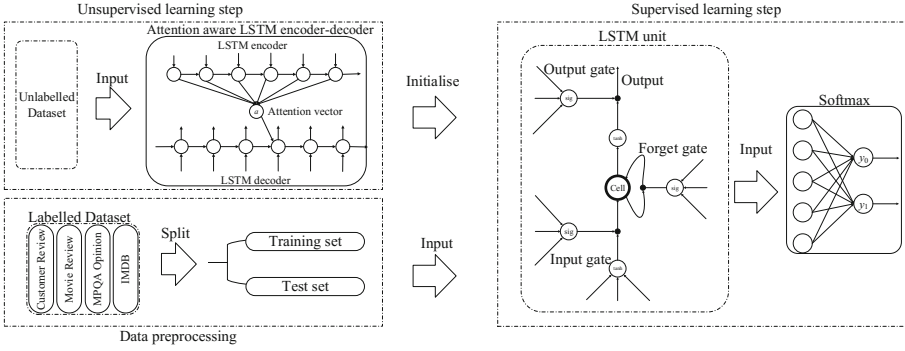 Unsupervised learning step
Attention aware LSTM encoder-decoder
LSTM encoder
Unlabelled
Dataset
Input
a
Attention vector
LSTM decoder
Initialise
Labelled Dataset
Customer Review
Movie Review
MPQA Opinion
IMDB
Split
Training set
Test set
Data preprocessing
Input
Supervised learning step
LSTM unit
Output gate
Output
sig
tank
Forget gate
Cell
sig
sig
Input gate
tank
Input
Softmax
y0
y1